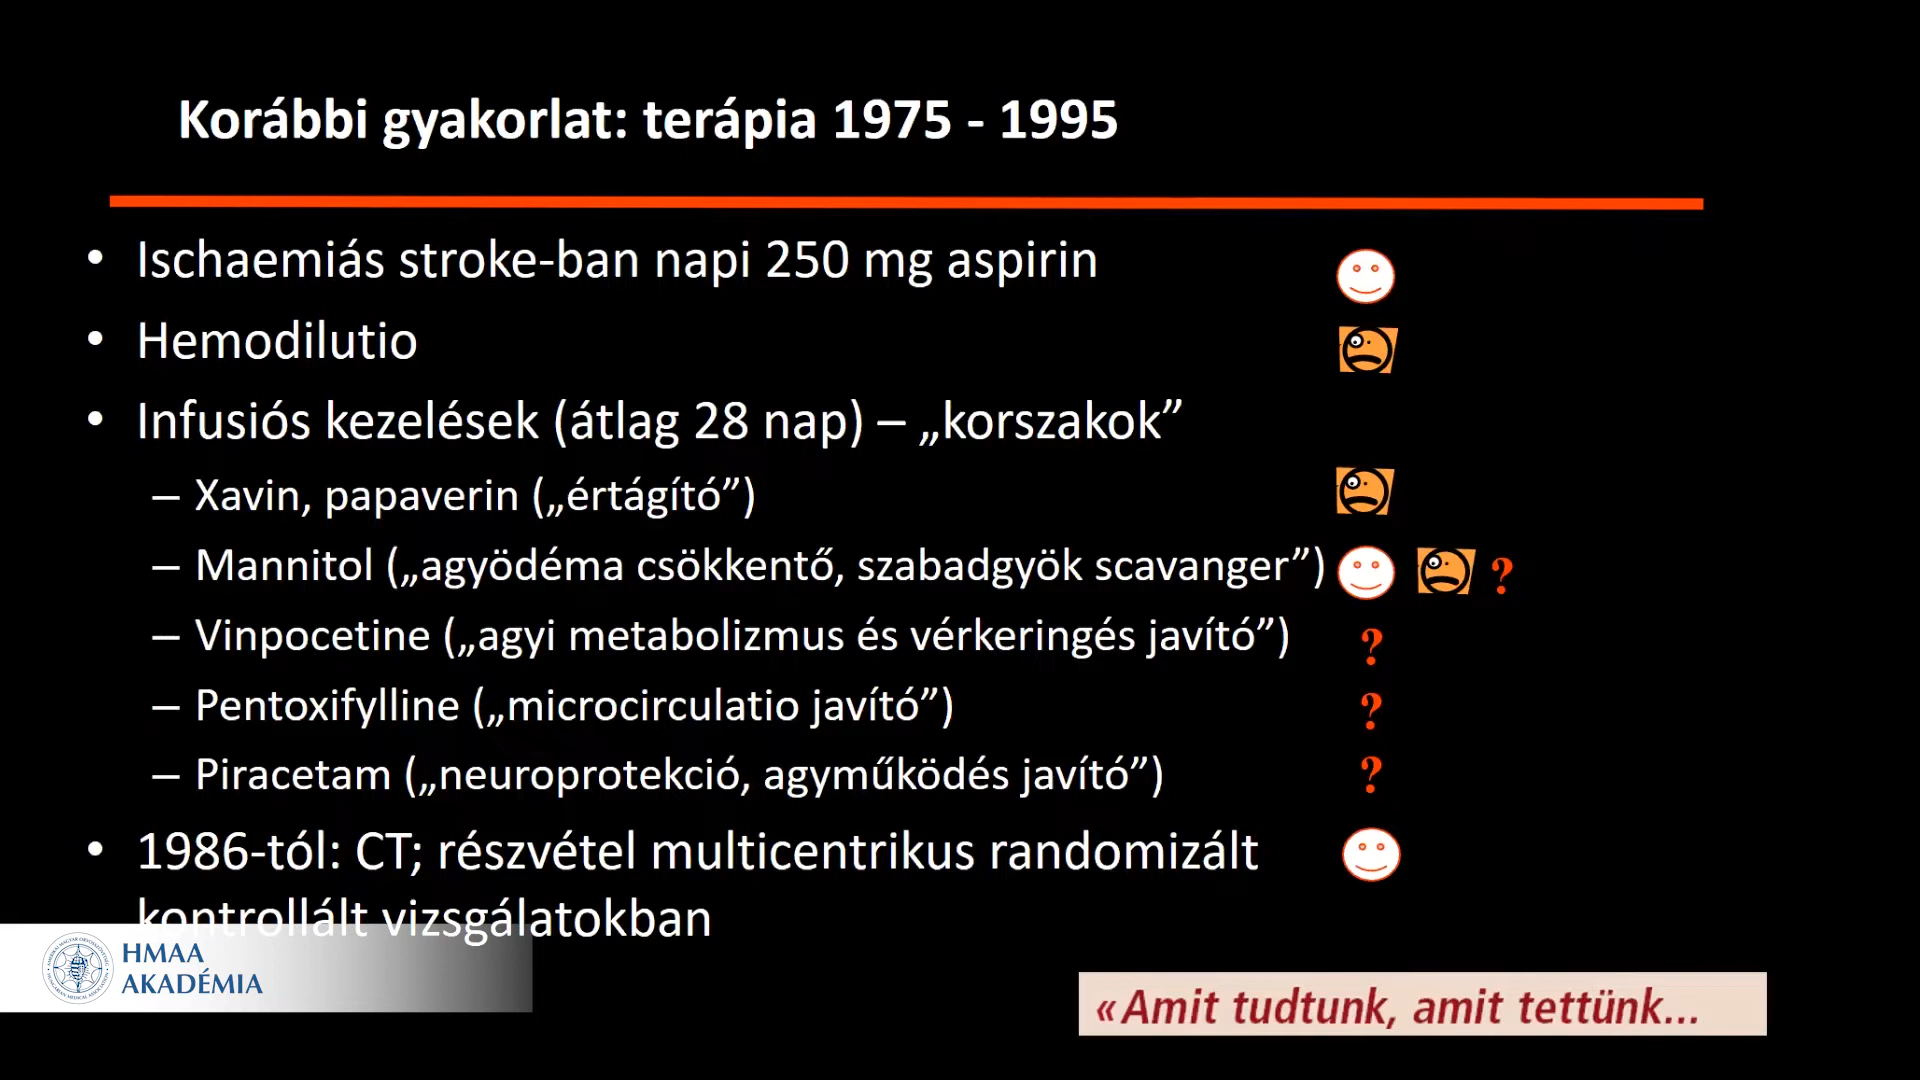 Korábbi gyakorlat: terápia 1975 - 1995
• Ischaemiás stroke-ban napi 250 mg aspirin
• Hemodilutio
• Infusiós kezelések (átlag 28 nap) – „korszakok”
– Xavin, papaverin („értágító”)
– Mannitol („agyödéma csökkentő, szabadgyök scavanger”) ?
– Vinpocetine („agyi metabolizmus és vérkeringés javító”) ?
– Pentoxifylline („microcirculatio javító”) ?
– Piracetam („neuroprotekció, agyműködés javító”) ?
• 1986-tól: CT; részvétel multicentrikus randomizált
kontrollált vizsgálatokban
HMAA
AKADÉMIA
«Amit tudtunk, amit tettünk...